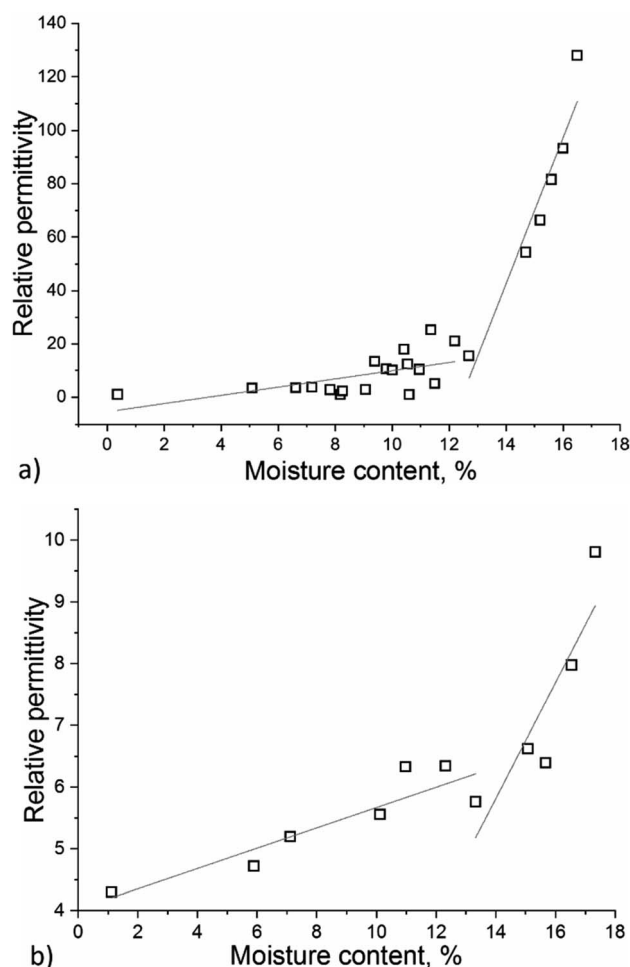 140
120
100
80
60
40
20
0
Relative permittivity
0 2 4 6 8 10 12 14 16 18
Moisture content, %
a)
10
9
8
7
6
5
4
Relative permittivity
0 2 4 6 8 10 12 14 16 18
Moisture content, %
b)